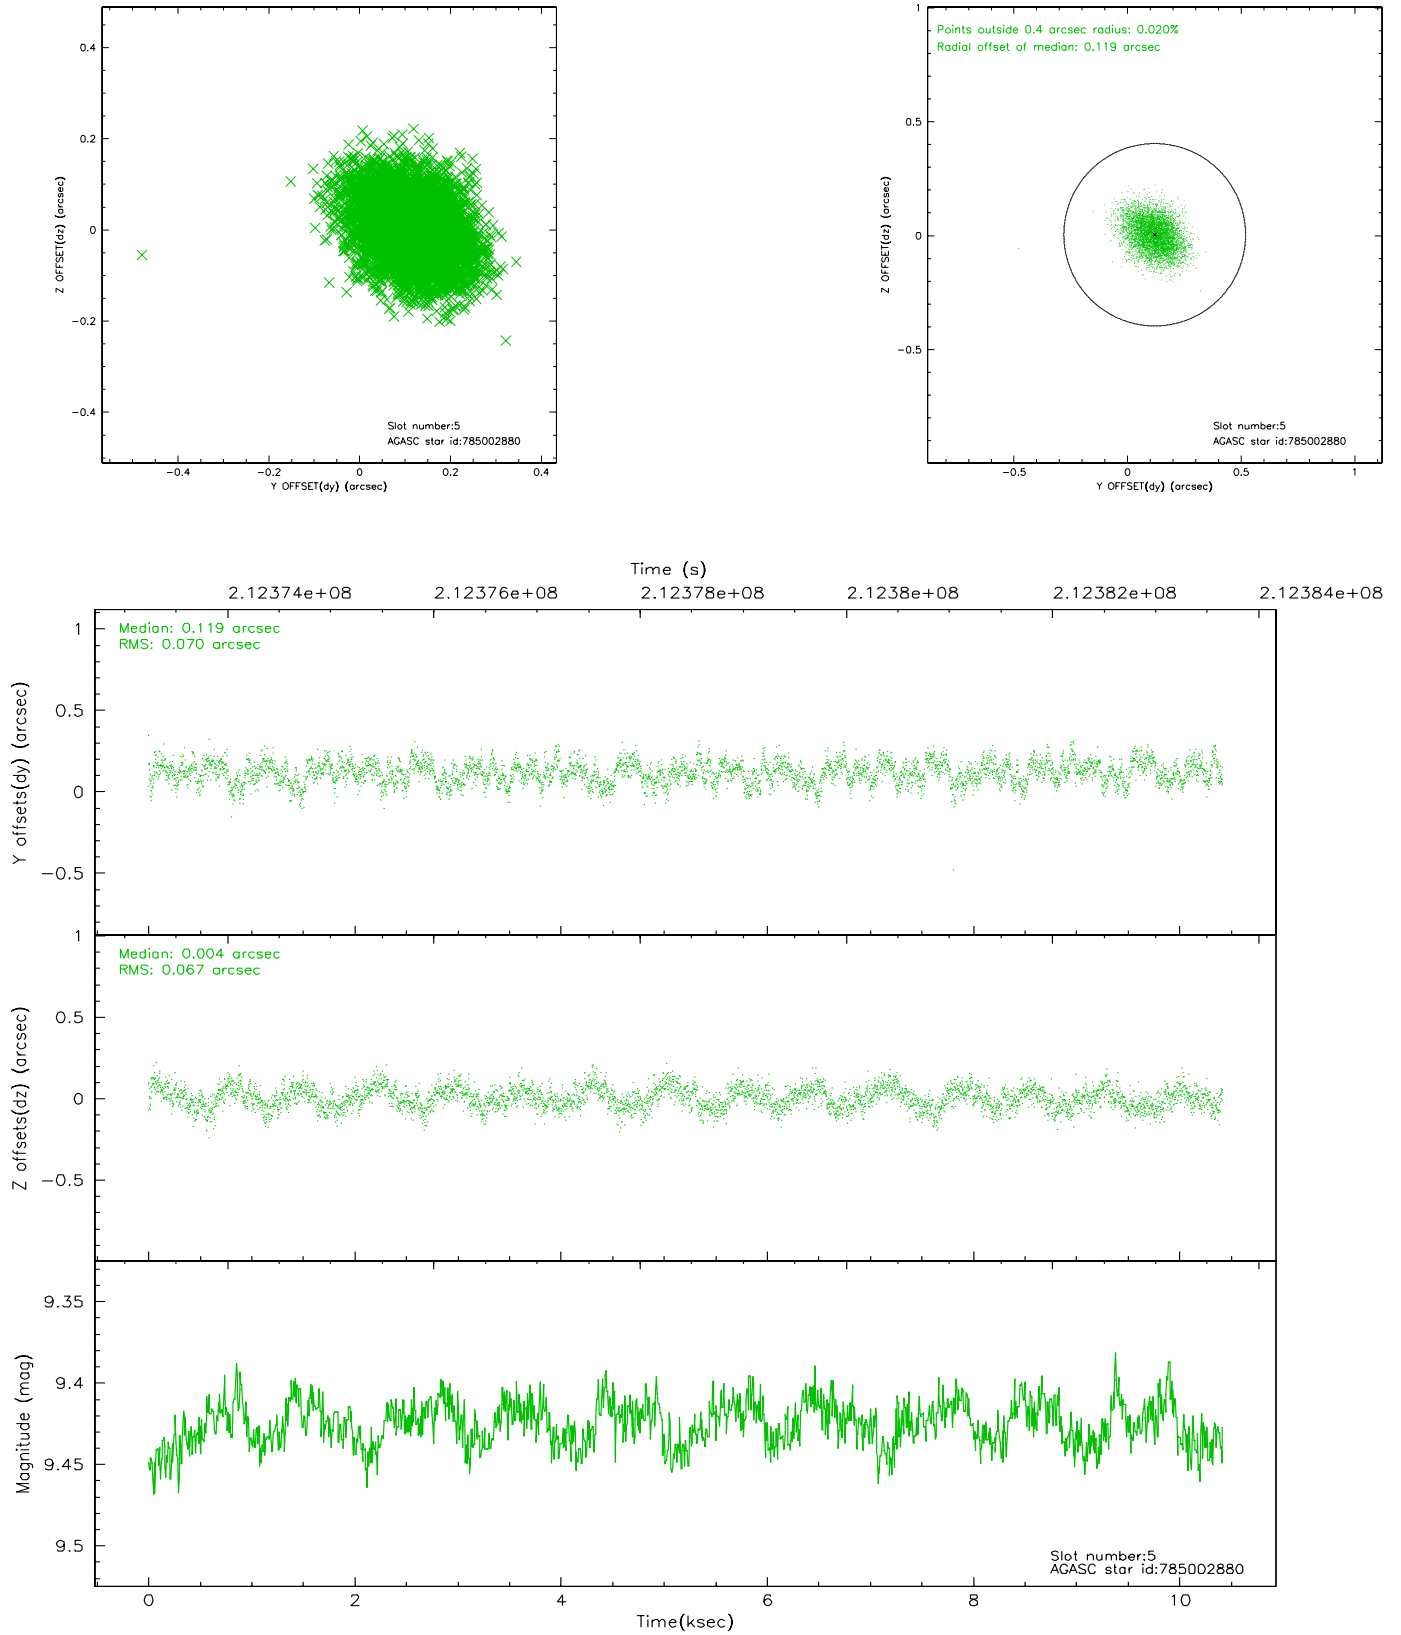 0.4
0.2
0
−0.2
−0.4
Z OFFSET(dz) (arcsec)
Slot number:5
AGASC star id:785002880
−0.4 −0.2 0 0.2 0.4
Y OFFSET(dy) (arcsec)
Points outside 0.4 arcsec radius: 0.020%
Radial offset of median: 0.119 arcsec
1
0.5
0
−0.5
Z OFFSET(dz) (arcsec)
Slot number:5
AGASC star id:785002880
−0.5 0 0.5 1
Y OFFSET(dy) (arcsec)
Time (s)
2.12374e+08 2.12376e+08 2.12378e+08 2.1238e+08 2.12382e+08 2.12384e+08
Median: 0.119 arcsec
RMS: 0.070 arcsec
1
0.5
0
−0.5
Y offsets(dy) (arcsec)
Median: 0.004 arcsec
RMS: 0.067 arcsec
1
0.5
0
−0.5
Z offsets(dz) (arcsec)
9.35
9.4
9.45
9.5
Magnitude (mag)
Slot number:5
AGASC star id:785002880
0 2 4 6 8 10
Time(ksec)